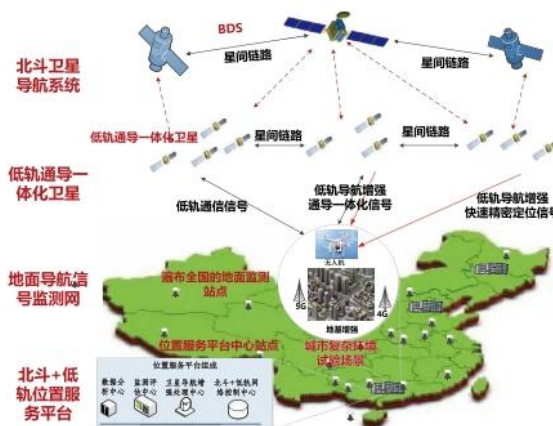 BDS
北斗卫星
导航系统
星间链路
星间链路
低轨通导一体化卫星
星间链路
星间链路
低轨导一
体化卫星
低轨通信信号
低轨导航增强
通导一体化信号
低轨导航增强
快速精密定位信号
无人机
5G
4G
地基增强
地面导航信
号监测网
遍布全国的地面监测
站点
位置服务平台中心站点
城市复杂环境
试验场景
北斗+低
轨位置服
务平台
位置服务平台组成
数据分
析中心
监测评
估中心
卫星导航增
强处理中心
北斗+低轨网
络控制中心